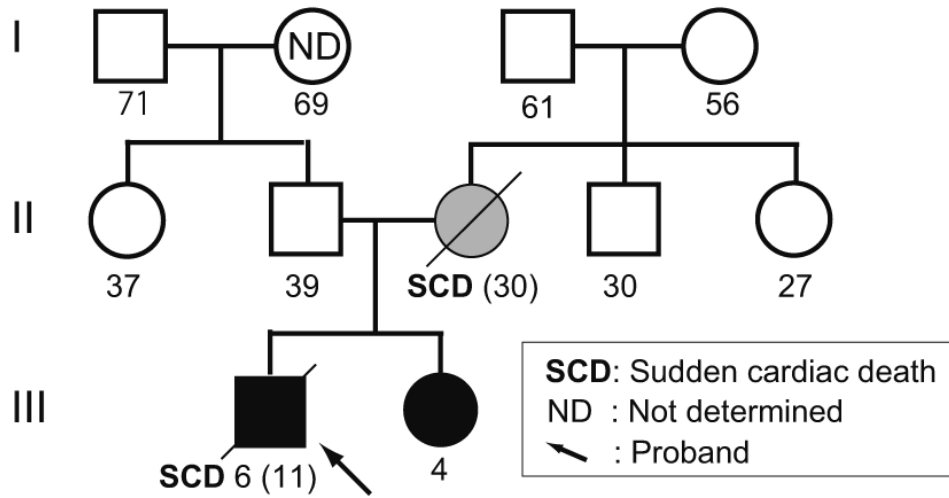 I
ND
71
69
61
56
II
37
39
SCD (30)
30
27
III
SCD 6 (11)
4
SCD: Sudden cardiac death
ND : Not determined
: Proband